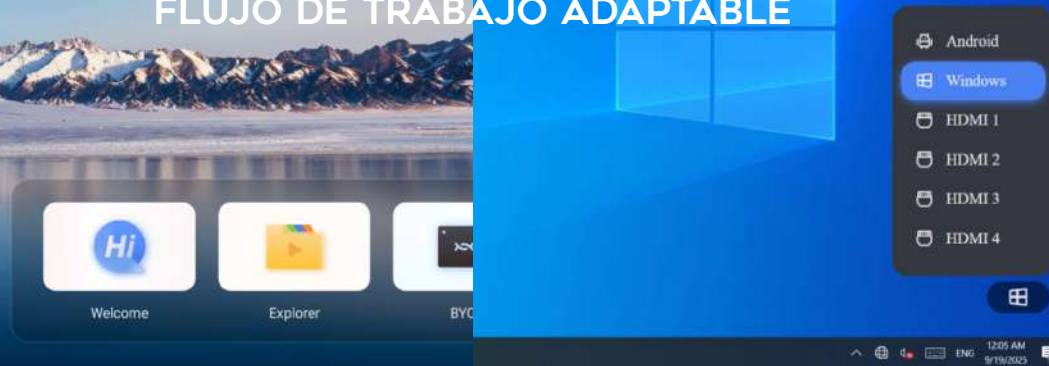 FLUJO DE TRABAJO ADAPTABLE
Hi
Welcome
Explorer
Android
Windows
HDMI 1
HDMI 2
HDMI 3
HDMI 4
ENG
12:05 AM
9/19/2025